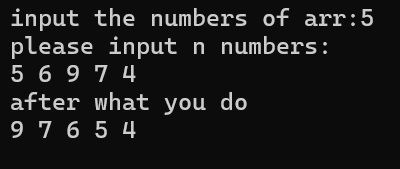 input the numbers of arr:5
please input n numbers:
5 6 9 7 4
after what you do
9 7 6 5 4